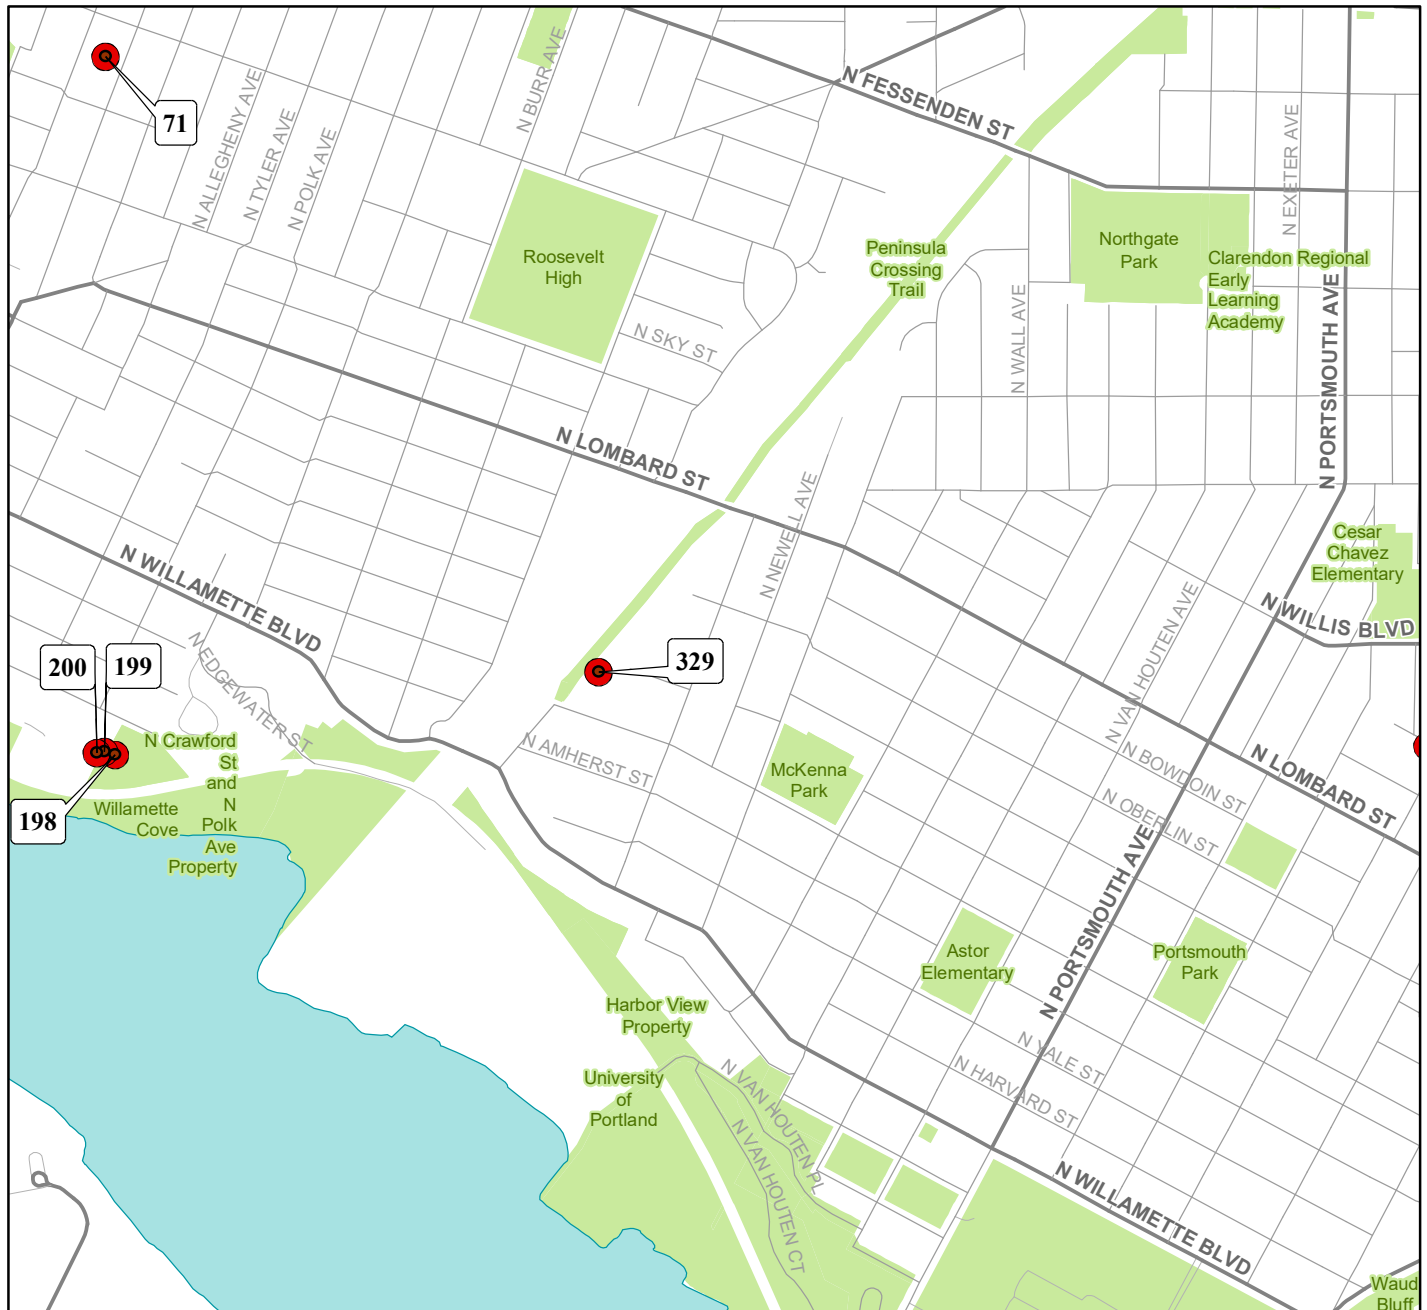 N BURR AVE
N FESSENDEN ST
71
N ALLEGHENY AVE
N TYLER AVE
N POLK AVE
N EXETER AVE
Roosevelt
High
Peninsula
Crossing
Trail
Northgate
Park
Clarendon Regional
Early
Learning
Academy
N SKY ST
N WALL AVE
N PORTSMOUTH AVE
N LOMBARD ST
N NEWELL AVE
Cesar
Chavez
Elementary
N WILLAMETTE BLVD
N WILLIS BLVD
N VAN HOUTEN AVE
200
199
329
N EDGEWATER ST
N Crawford
St
and
N
Polk
Ave
Property
N AMHERST ST
N BOWDOIN ST
N LOMBARD ST
McKenna
Park
198
Willamette
Cove
N OBERLIN ST
N PORTSMOUTH AVE
Astor
Elementary
Portsmouth
Park
Harbor View
Property
N YALE ST
N HARVARD ST
University
of
Portland
N VAN HOUTEN PL
N VAN HOUTEN CT
N WILLAMETTE BLVD
Waud
Bluff